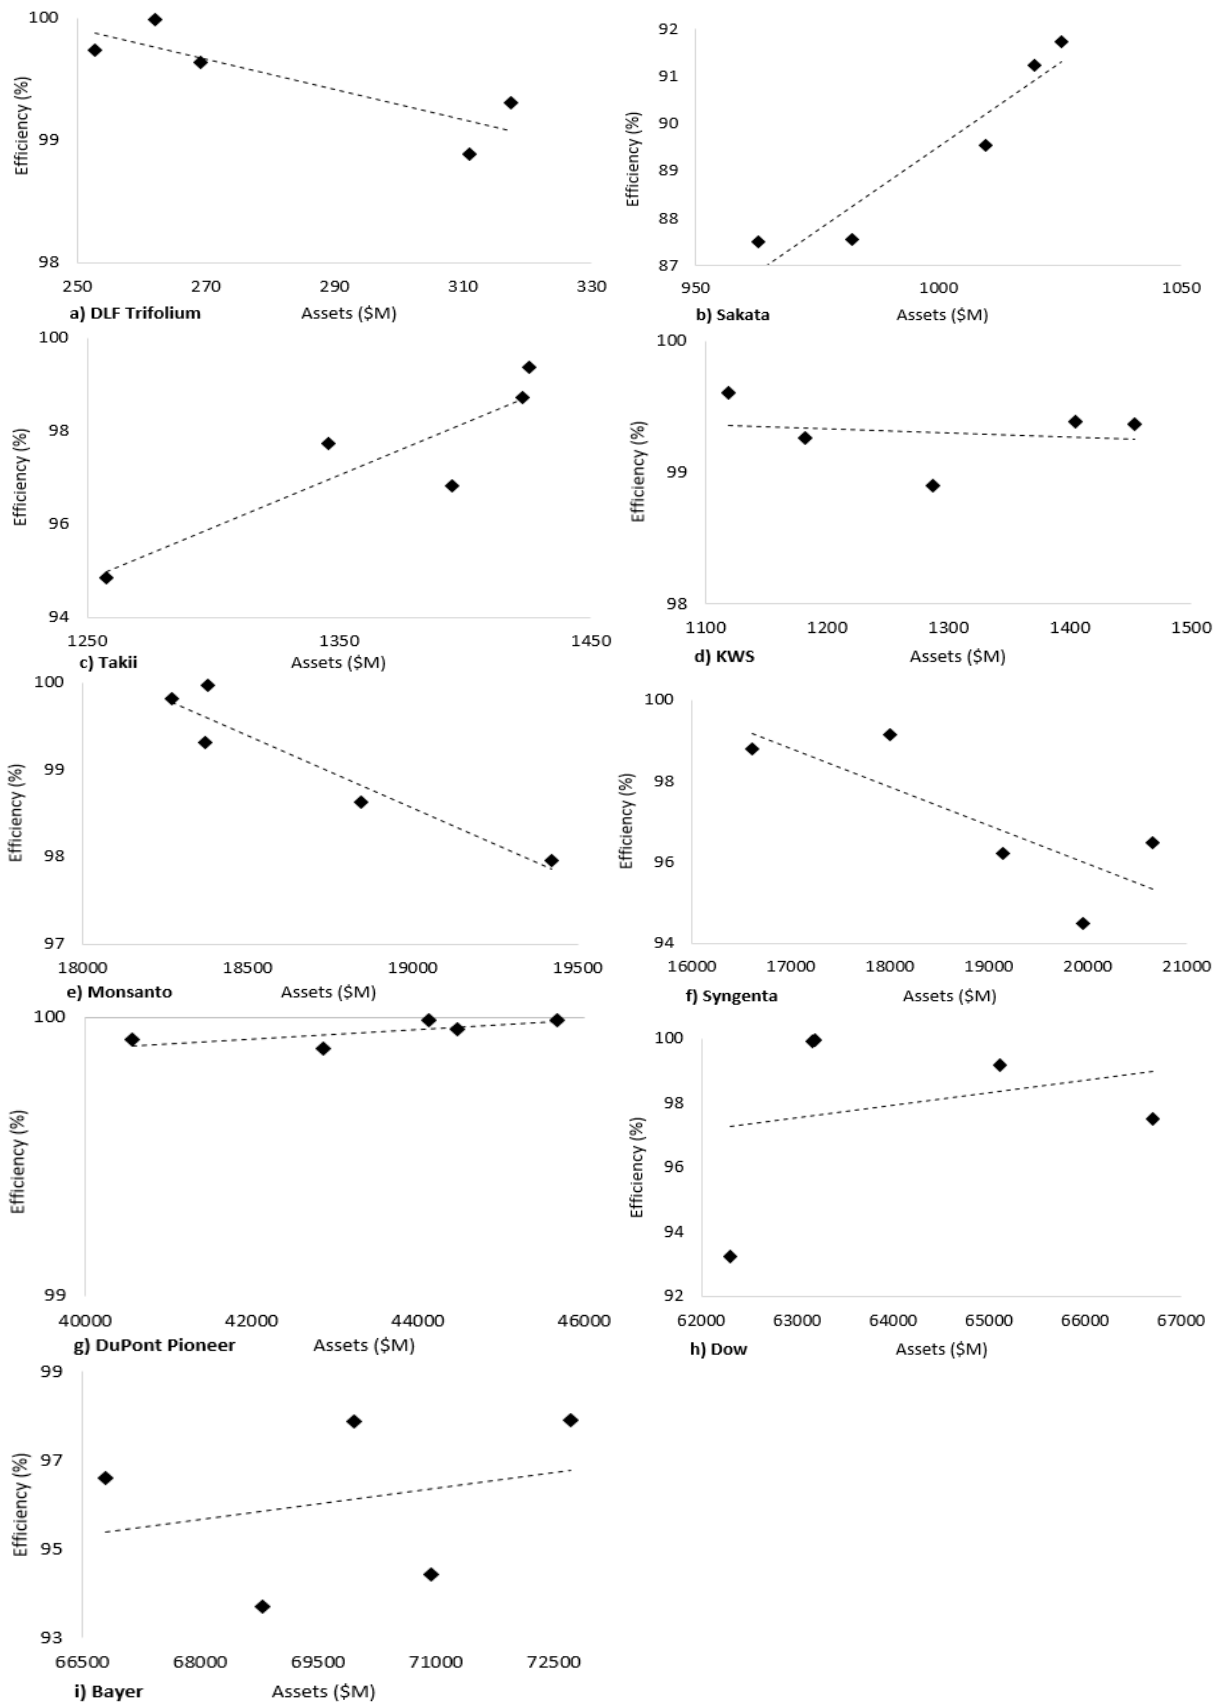 100
99
98
Efficiency (%)
250 270 290 310 330
a) DLF Trifolium Assets ($M)
92
91
90
89
88
87
Efficiency (%)
950 1000 1050
b) Sakata Assets ($M)
100
98
96
94
Efficiency (%)
1250 1350 1450
c) Takii Assets ($M)
100
99
98
Efficiency (%)
1100 1200 1300 1400 1500
d) KWS Assets ($M)
100
99
98
97
Efficiency (%)
18000 18500 19000 19500
e) Monsanto Assets ($M)
100
98
96
94
Efficiency (%)
16000 17000 18000 19000 20000 21000
f) Syngenta Assets ($M)
100
99
Efficiency (%)
40000 42000 44000 46000
g) DuPont Pioneer Assets ($M)
100
98
96
94
92
Efficiency (%)
62000 63000 64000 65000 66000 67000
h) Dow Assets ($M)
99
97
95
93
Efficiency (%)
66500 68000 69500 71000 72500
i) Bayer Assets ($M)